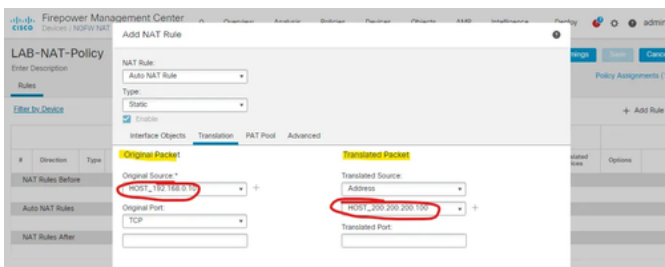 Firepower Management Center
CISCO Devices / NGFW NAT
Overview Analysis Policies Devices Objects AMP Intelligence Deploy admin
Add NAT Rule
LAB-NAT-Policy
Enter Description
Rules
Save
Policy Assignments (
Filter by Device
+ Add Rule
NAT Rule:
Auto NAT Rule
Type:
Static
Enable
Interface Objects Translation PAT Pool Advanced
Original Packet Translated Packet
Original Source:* Translated Source:
HOST_192.168.0.10 Address
Original Port: HOST_200.200.200.100
TCP Translated Port:
# Direction Type Options
NAT Rules Before
Auto NAT Rules
NAT Rules After